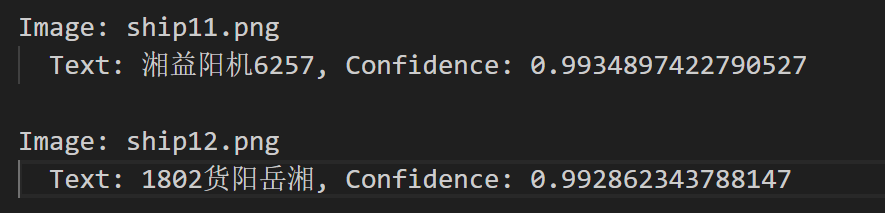 Image: ship11.png
Text: 湘益阳机6257, Confidence: 0.9934897422790527
Image: ship12.png
Text: 1802货阳岳湘, Confidence: 0.992862343788147